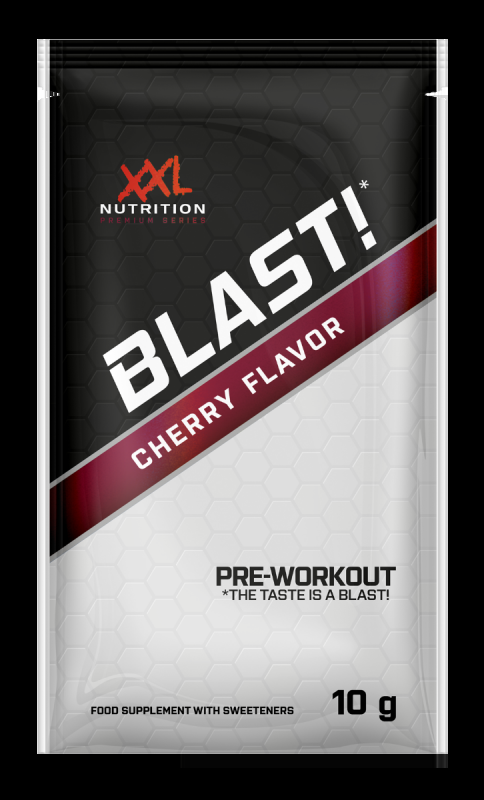 XXL
NUTRITION
PREMIUM SERIES
BLAST!*
CHERRY FLAVOR
PRE-WORKOUT
*THE TASTE IS A BLAST!
FOOD SUPPLEMENT WITH SWEETENERS
10 g